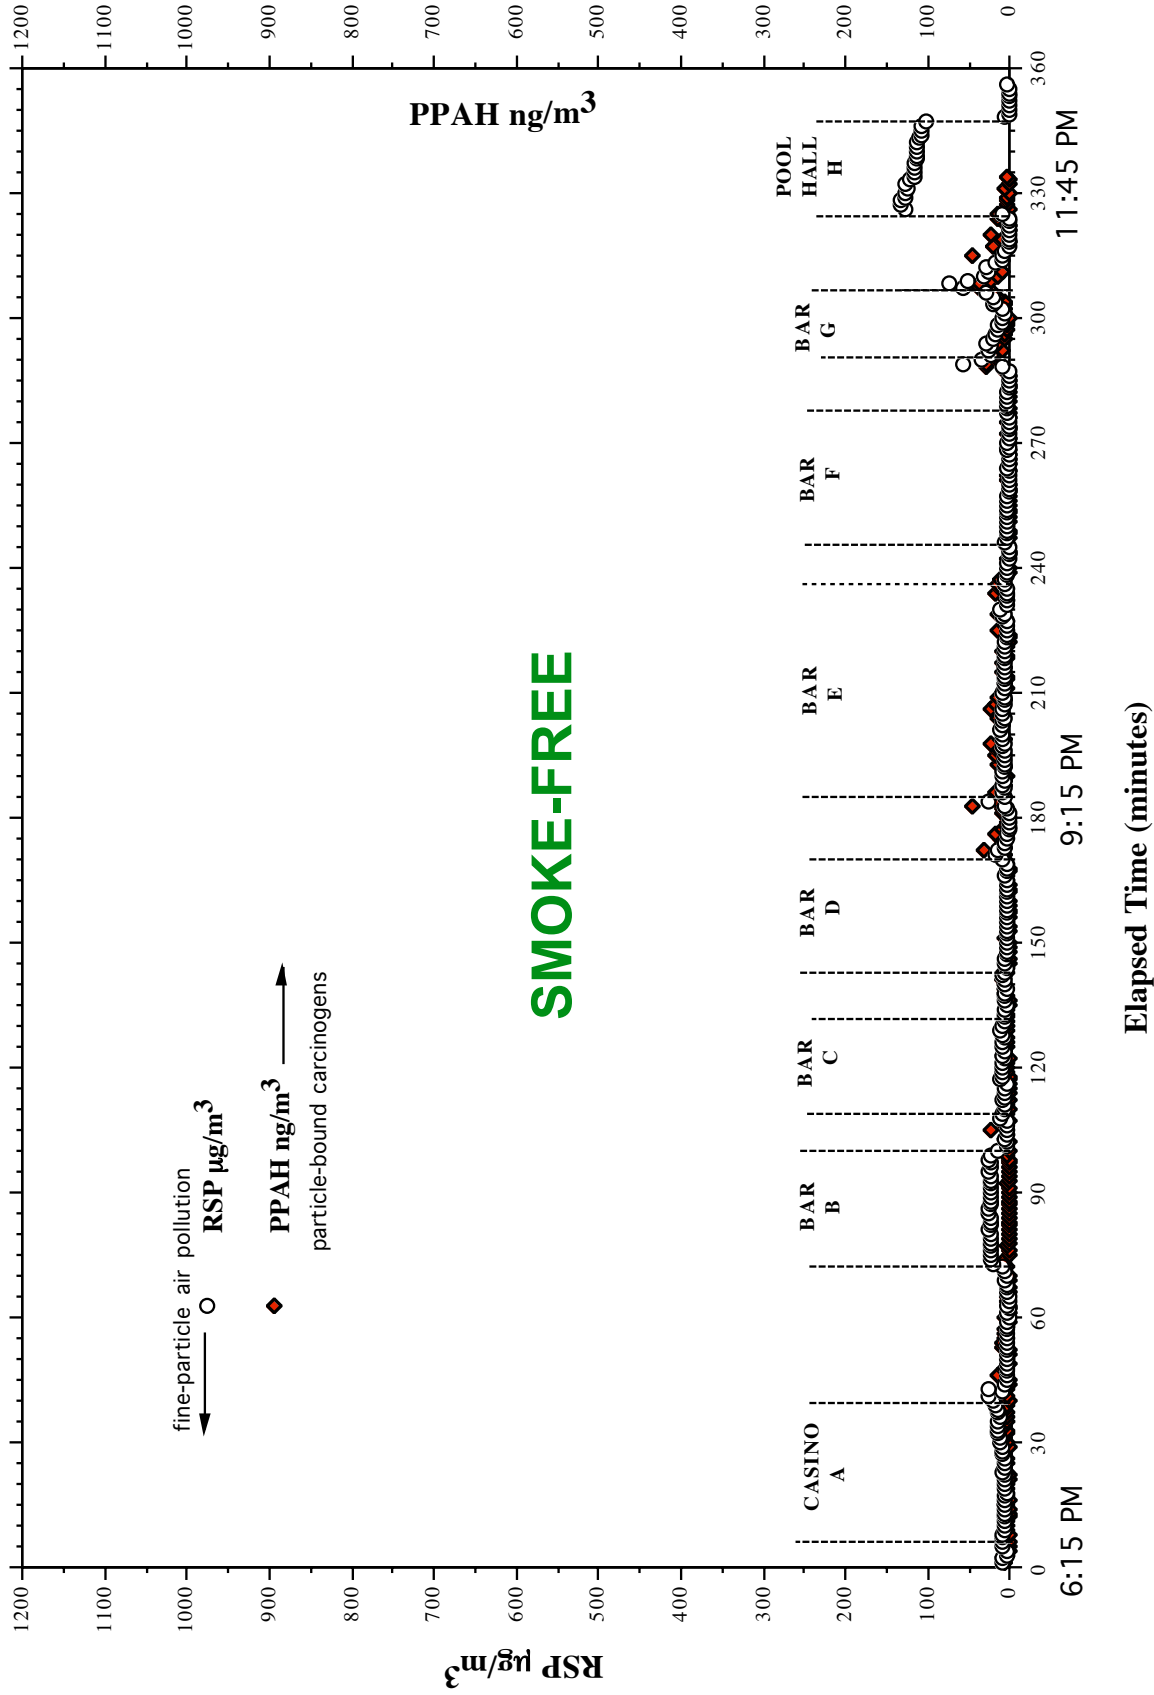 1200
1100
1000
900
800
700
600
500
400
300
200
100
0
RSP μg/m3
1200
1100
1000
900
800
700
600
500
400
300
200
100
0
PPAH ng/m3
fine-particle air pollution
RSP μg/m3
PPAH ng/m3
particle-bound carcinogens
SMOKE-FREE
CASINO
A
BAR
B
BAR
C
BAR
D
BAR
E
BAR
F
BAR
G
POOL
HALL
H
0
30
60
90
120
150
180
210
240
270
300
330
360
6:15 PM
9:15 PM
11:45 PM
Elapsed Time (minutes)